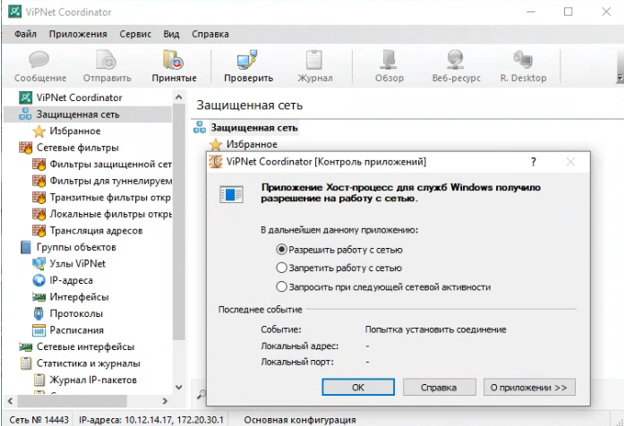 ViPNet Coordinator
Файл Приложения Сервис Вид Справка
Сообщение Отправить Принятые Проверить Журнал Обзор Веб-ресурс R. Desktop
ViPNet Coordinator
Защищенная сеть
Избранное
Сетевые фильтры
Фильтры защищенной сет
Фильтры для туннелируем
Транзитные фильтры откр
Локальные фильтры откры
Трансляция адресов
Группы объектов
Узлы ViPNet
IP-адреса
Интерфейсы
Протоколы
Расписания
Сетевые интерфейсы
Статистика и журналы
Журнал IP-пакетов
Защищенная сеть
Защищенная сеть
Избранное
ViPNet Coordinator [Контроль приложений]
?
Приложение Хост-процесс для служб Windows получило
разрешение на работу с сетью.
В дальнейшем данному приложению:
Разрешить работу с сетью
Запретить работу с сетью
Запросить при следующей сетевой активности
Последнее событие
Событие: Попытка установить соединение
Локальный адрес: -
Локальный порт: -
OK Справка О приложении >>
Сеть № 14443 IP-адреса: 10.12.14.17, 172.20.30.1 Основная конфигурация